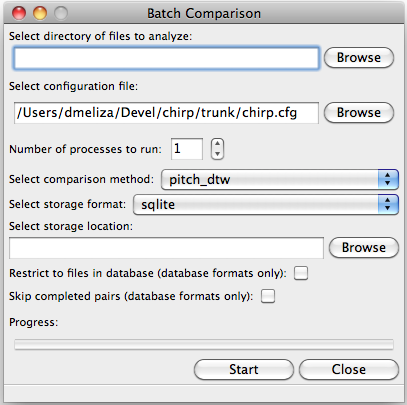 Batch Comparison
Select directory of files to analyze:
Browse
Select configuration file:
/Users/dmeliza/Devel/chirp/trunk/chirp.cfg Browse
Number of processes to run: 1
Select comparison method: pitch_dtw
Select storage format: sqlite
Select storage location:
Browse
Restrict to files in database (database formats only):
Skip completed pairs (database formats only):
Progress:
Start Close